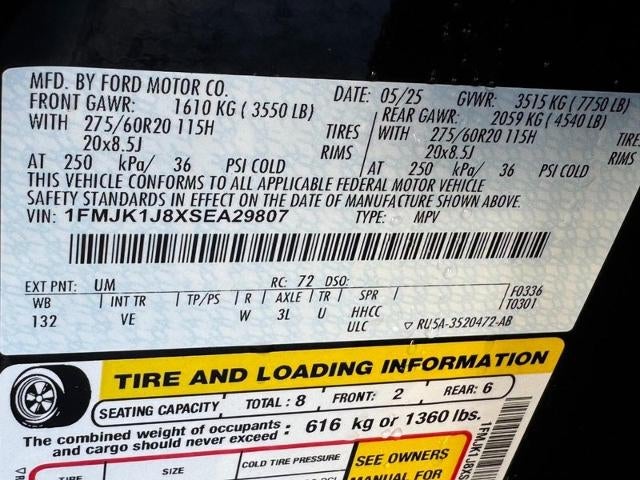 MFD. BY FORD MOTOR CO. DATE: 05/25 GVWR: 3515 KG ( 7750 LB)
FRONT GAWR: 1610 KG ( 3550 LB) REAR GAWR: 2059 KG ( 4540 LB)
WITH 275/60R20 115H TIRES WITH 275/60R20 115H TIRES
20x8.5J RIMS 20x8.5J RIMS
AT 250 kPa/ 36 PSI COLD AT 250 kPa/ 36 PSI COLD
THIS VEHICLE CONFORMS TO ALL APPLICABLE FEDERAL MOTOR VEHICLE
SAFETY STANDARDS IN EFFECT ON THE DATE OF MANUFACTURE SHOWN ABOVE.
VIN: 1FMJK1J8XSEA29807 TYPE: MPV
EXT PNT: UM RC: 72 DSO:
WB INT TR TP/PS R AXLE TR SPR F0336
132 VE W 3L U HHCC T0301
ULC ▽ RU5A-3520472-AB
TIRE AND LOADING INFORMATION
SEATING CAPACITY TOTAL : 8 FRONT: 2 REAR: 6
The combined weight of occupants and cargo should never exceed : 616 kg or 1360 lbs.
TIRE SIZE COLD TIRE PRESSURE SEE OWNERS
MANUAL FOR
1FMJK1J8XS